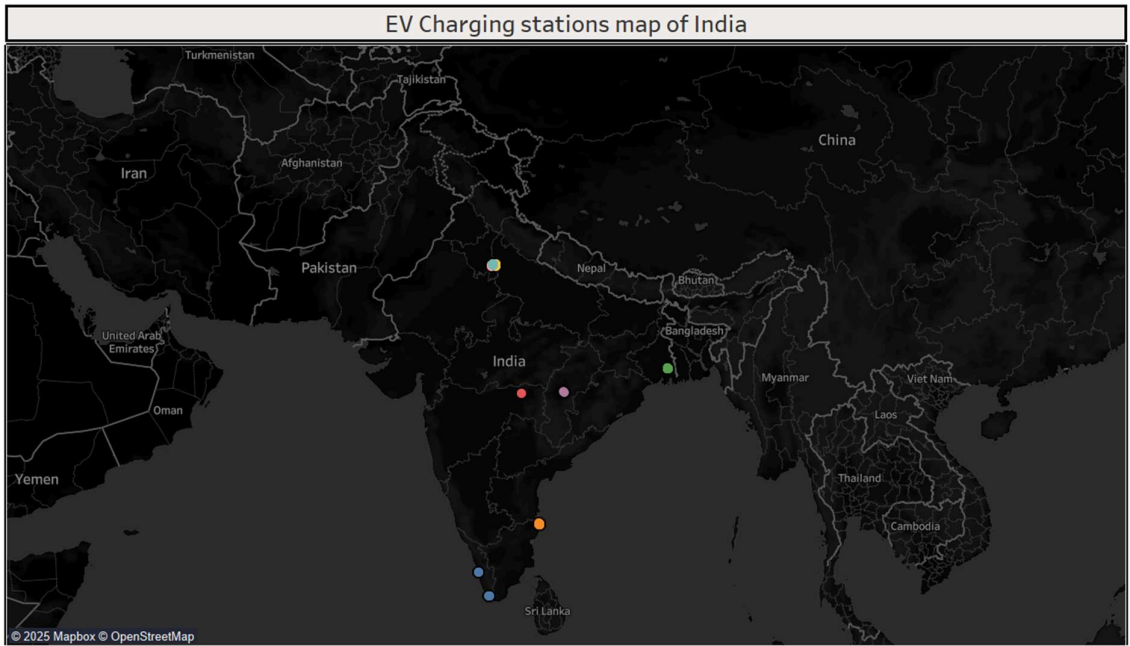 EV Charging stations map of India
Turkmenistan
Tajikistan
China
Afghanistan
Iran
Pakistan
Nepal
Bhutan
Bangladesh
United Arab
Emirates
India
Myanmar
Viet Nam
Oman
Laos
Yemen
Thailand
Cambodia
Sri Lanka
© 2025 Mapbox © OpenStreetMap